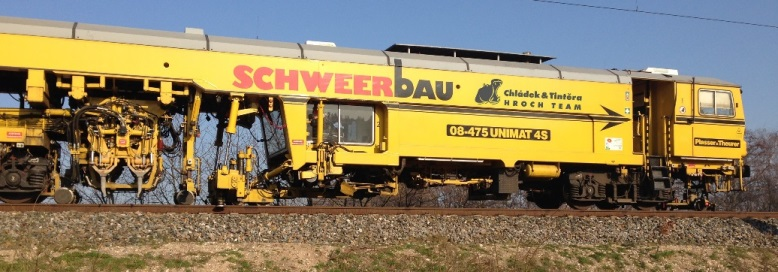 SCHWEERbAU
Chládek & Tintěra
HROCH TEAM
08-475 UNIMAT 4S
Plasser & Theurer